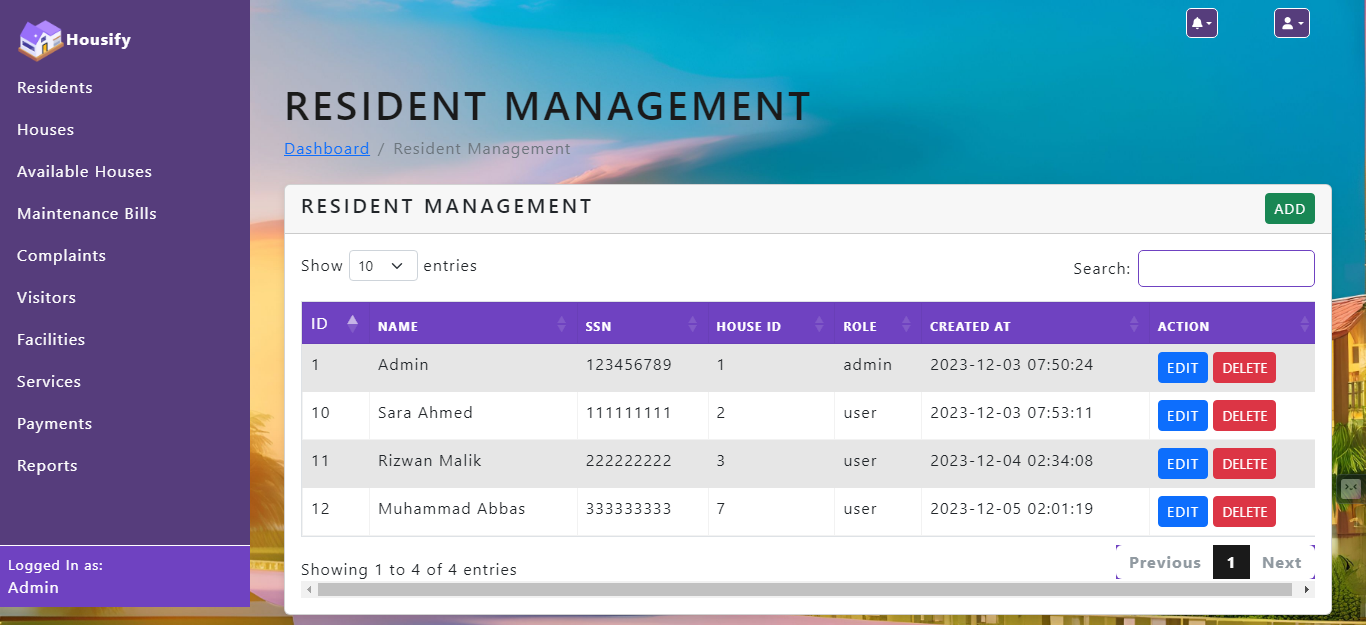 Housify
Residents
Houses
Available Houses
Maintenance Bills
Complaints
Visitors
Facilities
Services
Payments
Reports
Logged In as:
Admin
RESIDENT MANAGEMENT
Dashboard / Resident Management
RESIDENT MANAGEMENT ADD
Show 10 entries Search:
ID NAME SSN HOUSE ID ROLE CREATED AT ACTION
1 Admin 123456789 1 admin 2023-12-03 07:50:24 EDIT DELETE
10 Sara Ahmed 111111111 2 user 2023-12-03 07:53:11 EDIT DELETE
11 Rizwan Malik 222222222 3 user 2023-12-04 02:34:08 EDIT DELETE
12 Muhammad Abbas 333333333 7 user 2023-12-05 02:01:19 EDIT DELETE
Showing 1 to 4 of 4 entries Previous 1 Next